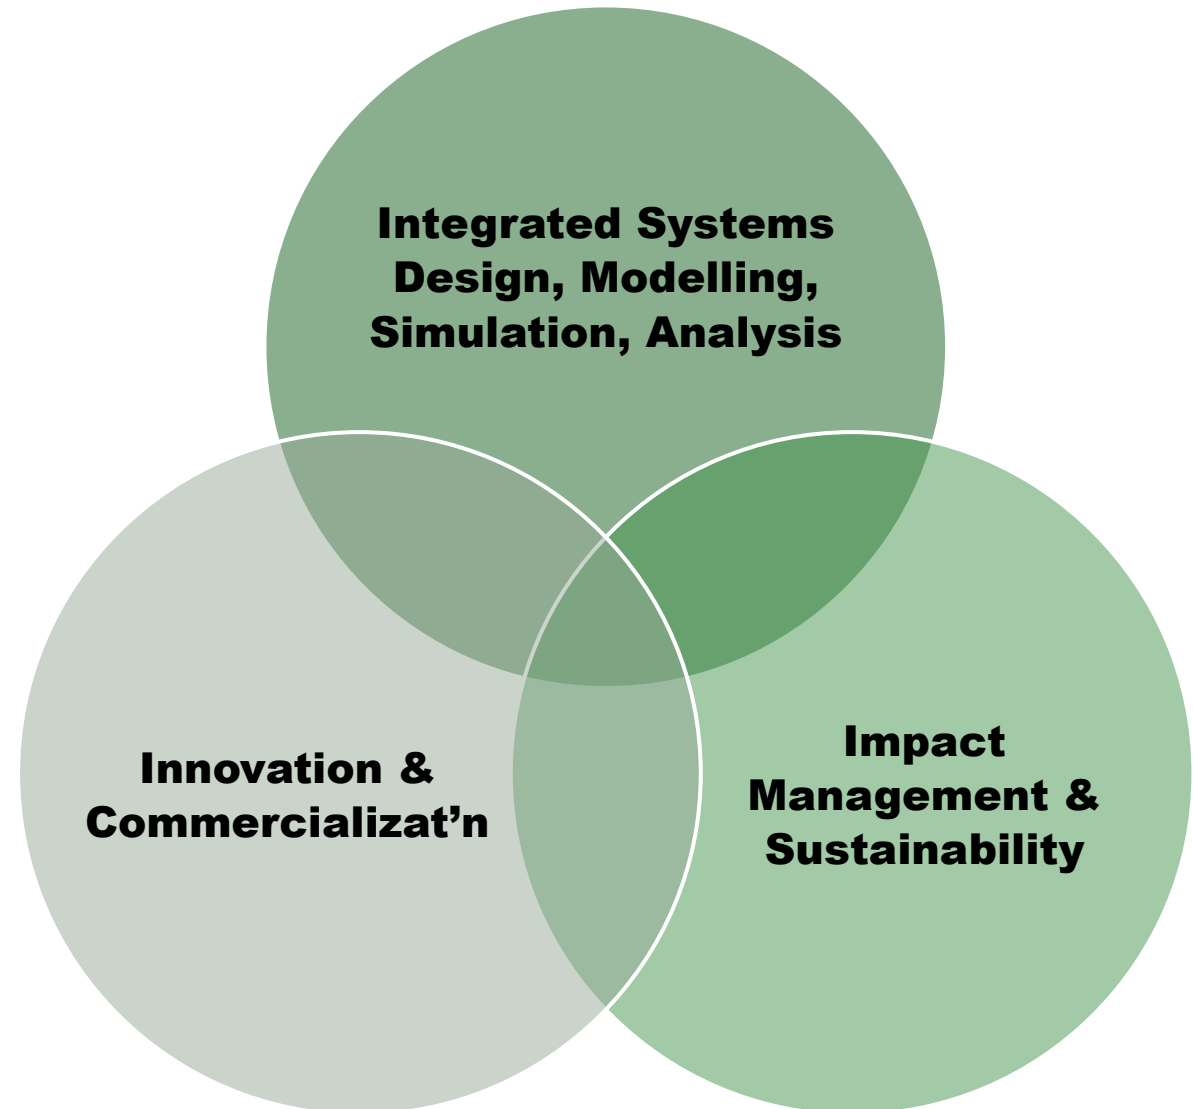 Integrated Systems
Design, Modelling,
Simulation, Analysis
Innovation &
Commercializat’n
Impact
Management &
Sustainability